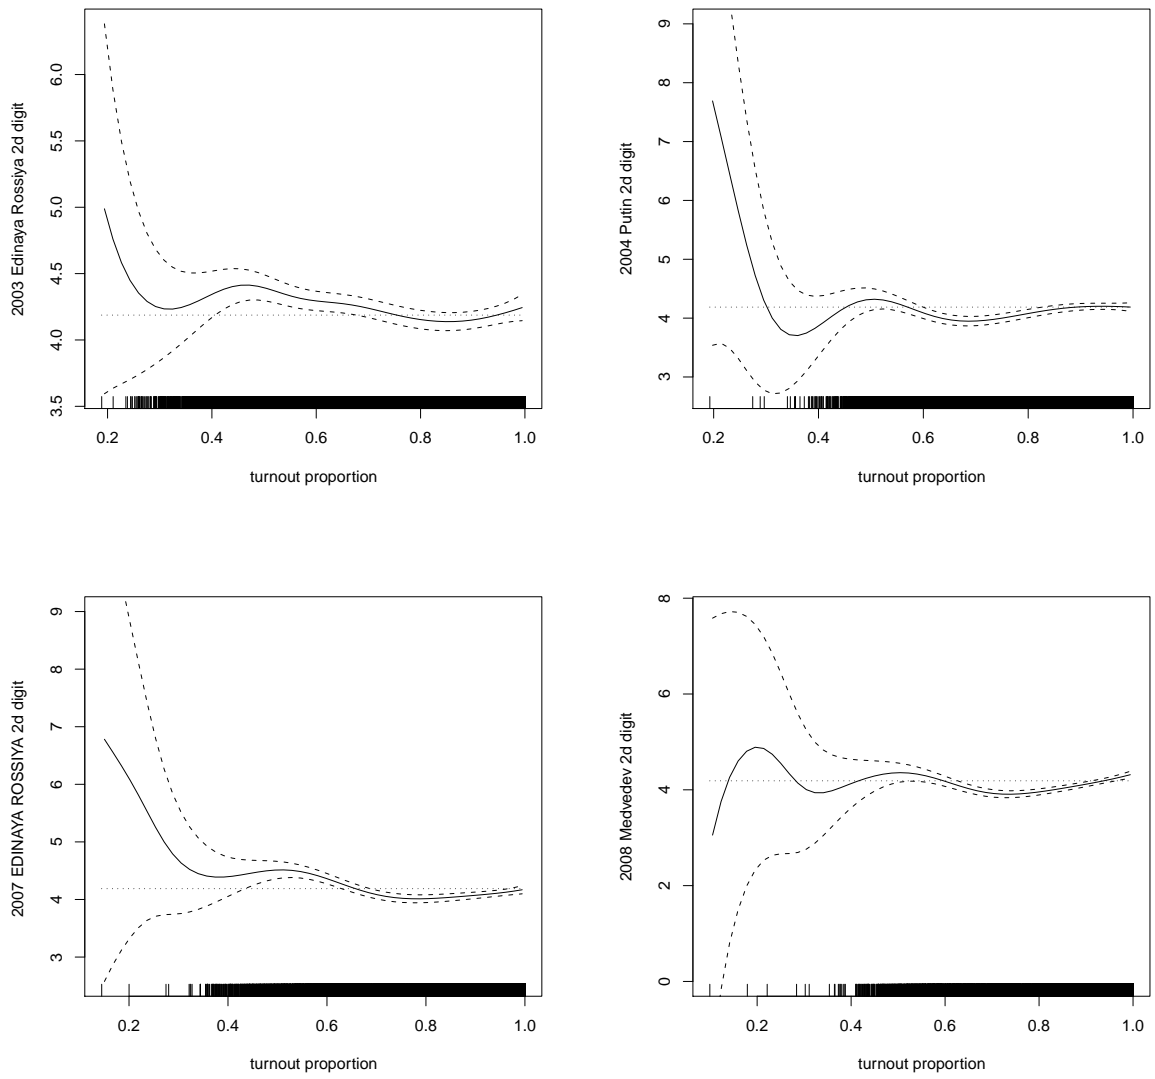 2003 Edinaya Rossiya 2d digit
6.0
5.5
5.0
4.5
4.0
3.5
0.2 0.4 0.6 0.8 1.0
turnout proportion
2004 Putin 2d digit
9
8
7
6
5
4
3
0.2 0.4 0.6 0.8 1.0
turnout proportion
2007 EDINAYA ROSSIYA 2d digit
9
8
7
6
5
4
3
0.2 0.4 0.6 0.8 1.0
turnout proportion
2008 Medvedev 2d digit
8
6
4
2
0
0.2 0.4 0.6 0.8 1.0
turnout proportion